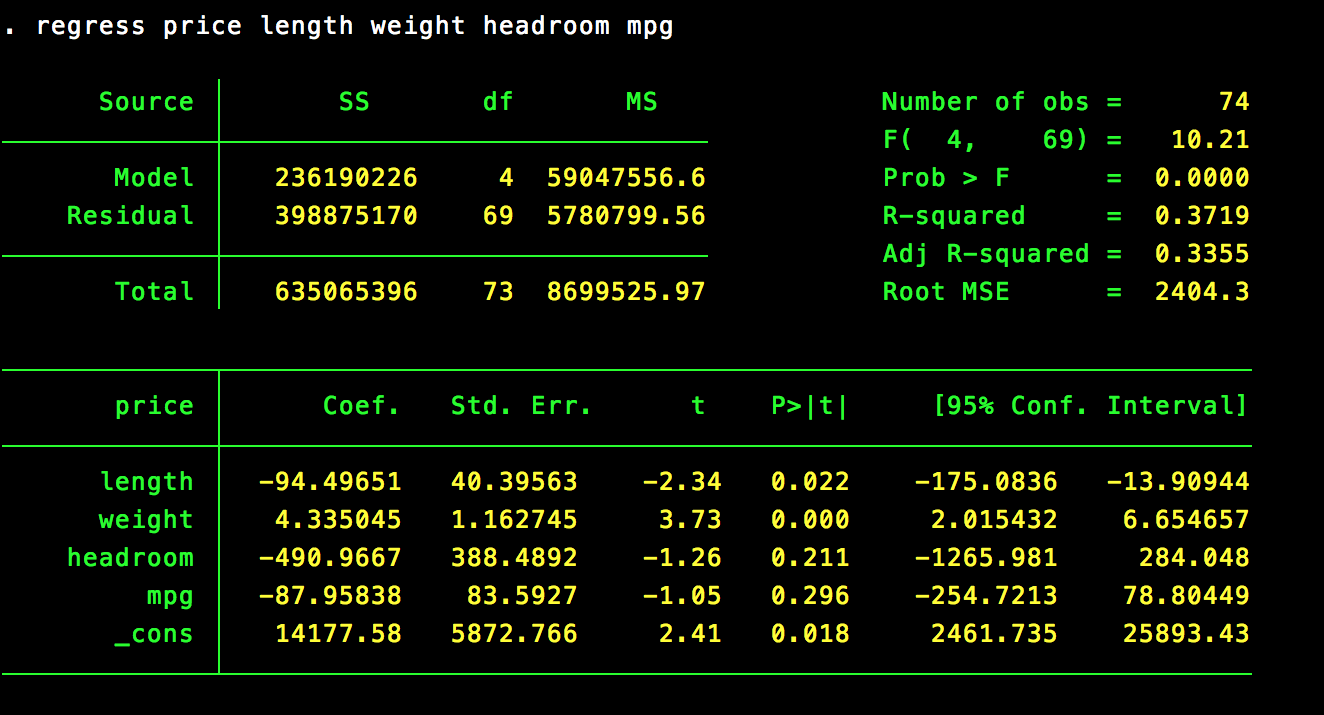 . regress price length weight headroom mpg
Source SS df MS Number of obs = 74
F( 4, 69) = 10.21
Model 236190226 4 59047556.6 Prob > F = 0.0000
Residual 398875170 69 5780799.56 R-squared = 0.3719
Adj R-squared = 0.3355
Total 635065396 73 8699525.97 Root MSE = 2404.3
price Coef. Std. Err. t P>|t| [95% Conf. Interval]
length -94.49651 40.39563 -2.34 0.022 -175.0836 -13.90944
weight 4.335045 1.162745 3.73 0.000 2.015432 6.654657
headroom -490.9667 388.4892 -1.26 0.211 -1265.981 284.048
mpg -87.95838 83.5927 -1.05 0.296 -254.7213 78.80449
_cons 14177.58 5872.766 2.41 0.018 2461.735 25893.43